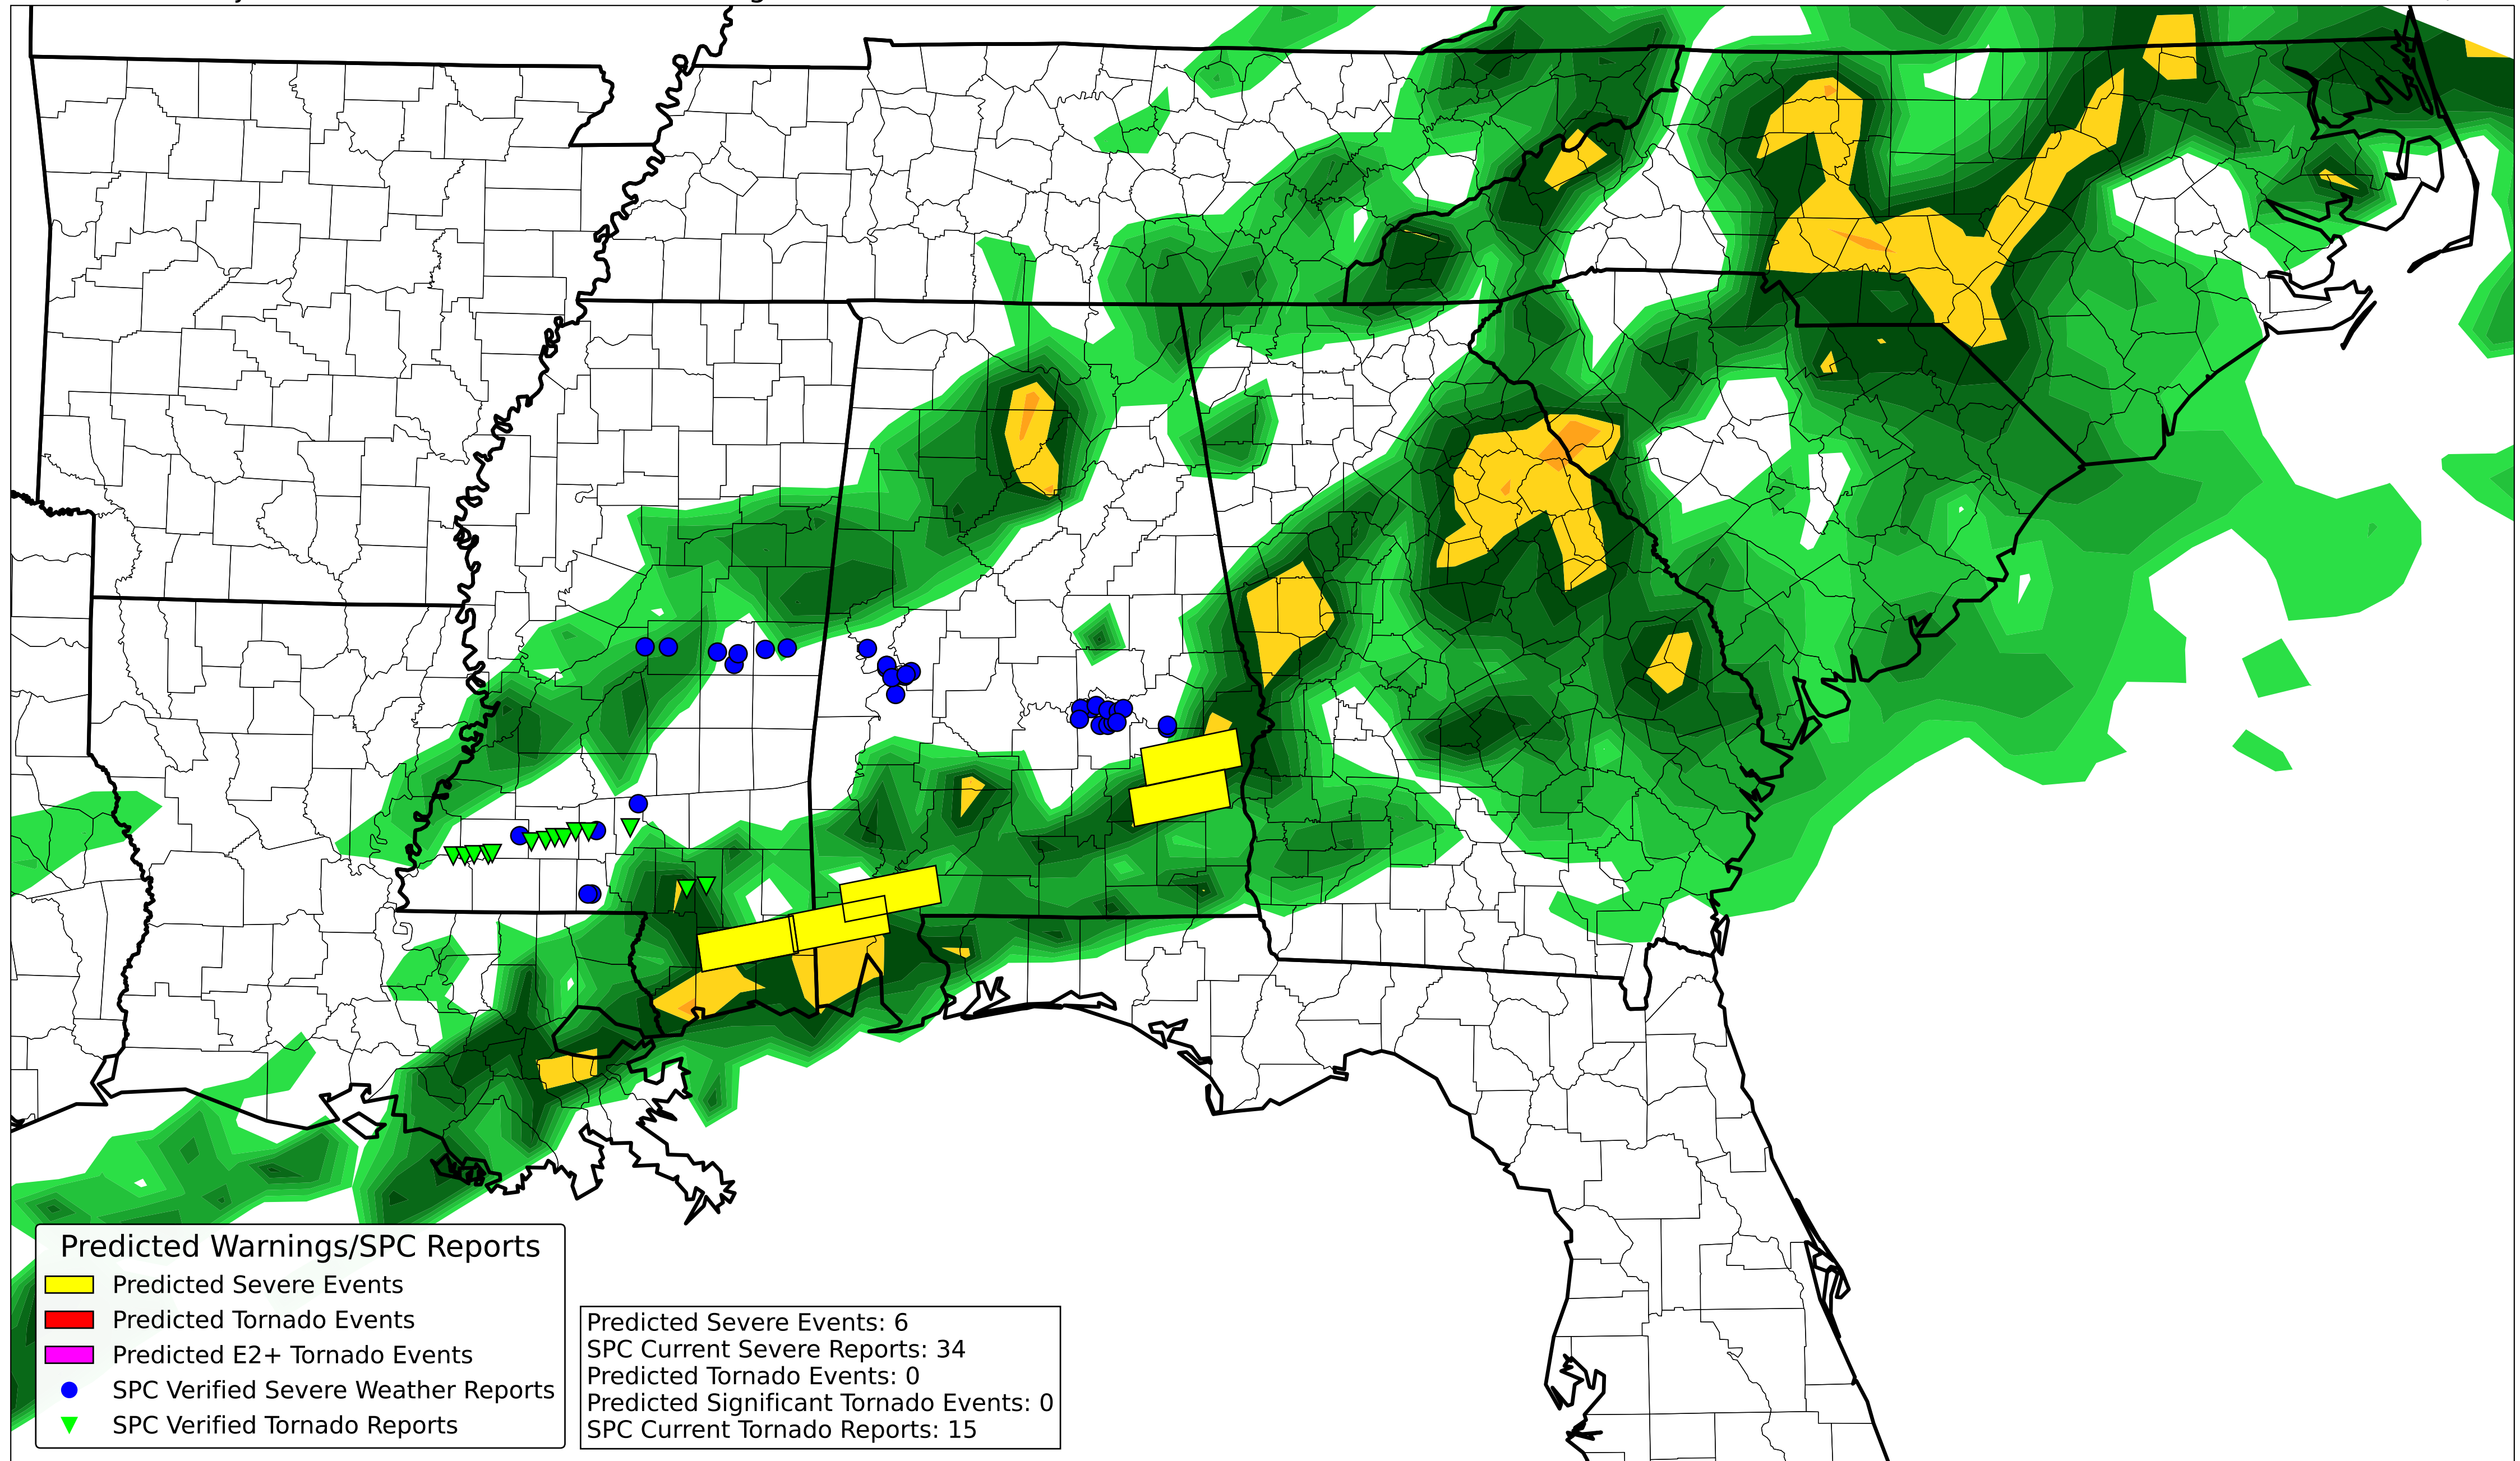 Predicted Warnings/SPC Reports
Predicted Severe Events
Predicted Tornado Events
Predicted E2+ Tornado Events
SPC Verified Severe Weather Reports
SPC Verified Tornado Reports
Predicted Severe Events: 6
SPC Current Severe Reports: 34
Predicted Tornado Events: 0
Predicted Significant Tornado Events: 0
SPC Current Tornado Reports: 15